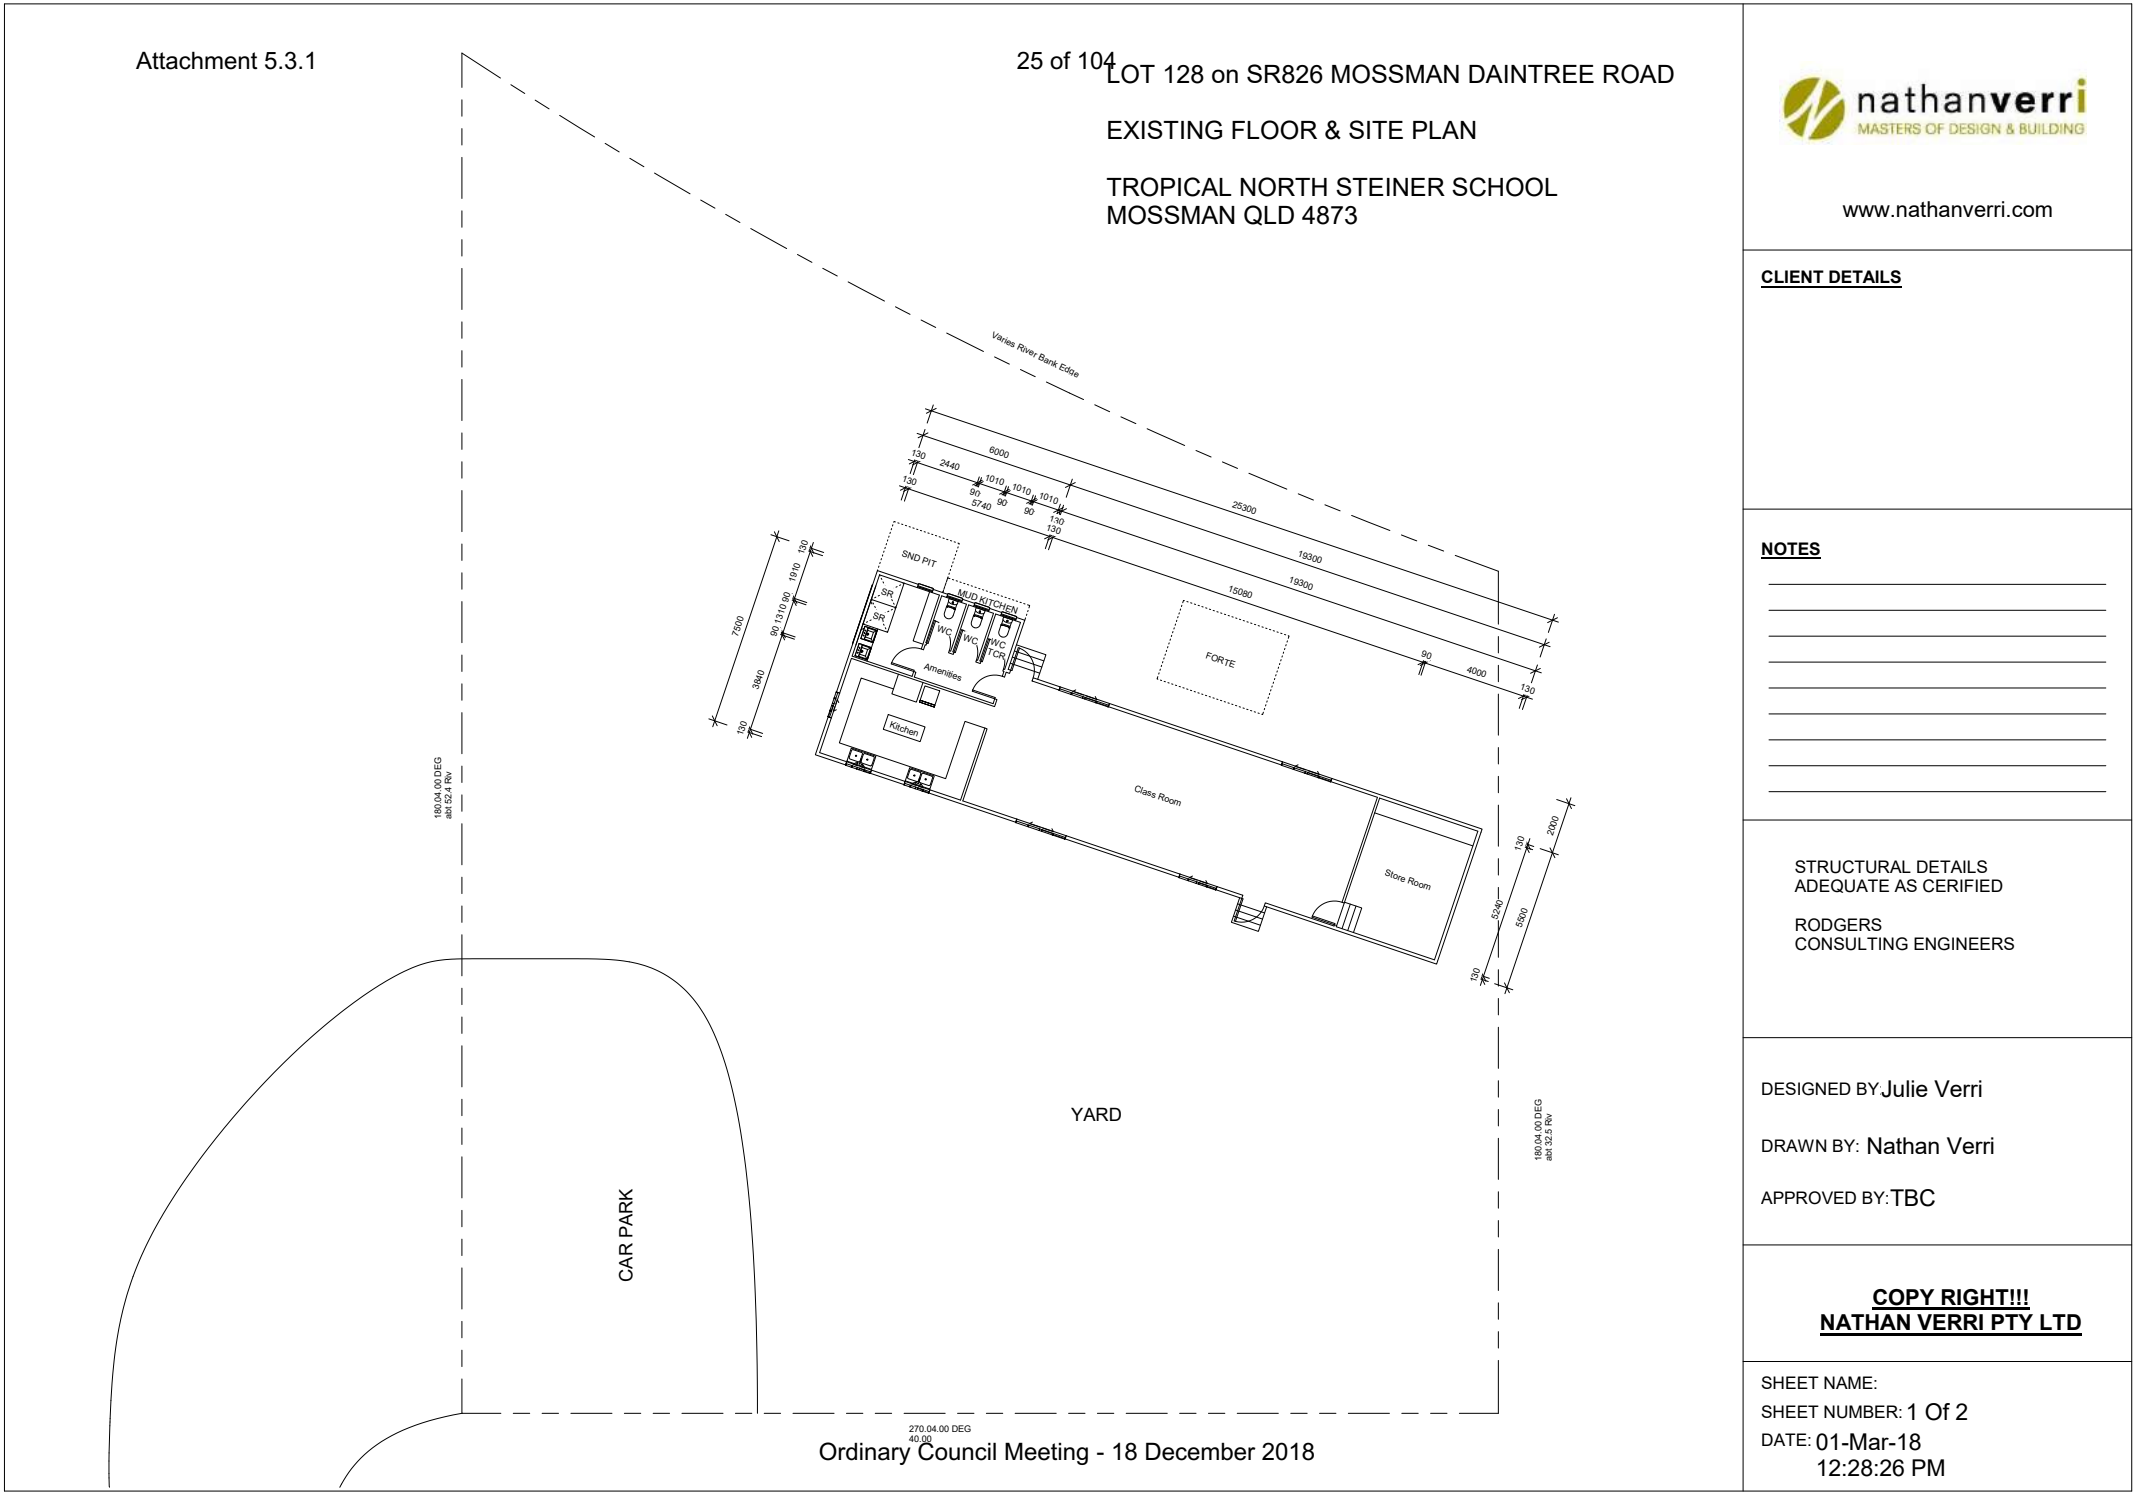 Attachment 5.3.1
25 of 104
LOT 128 on SR826 MOSSMAN DAINTREE ROAD
EXISTING FLOOR & SITE PLAN
TROPICAL NORTH STEINER SCHOOL
MOSSMAN QLD 4873
Varies River Bank Edge
25300
6000
19300
130
2440
90
1010
90
1010
90
1010
130
19300
130
5740
130
15080
90
4000
130
7500
130
1910
90
1310
90
3840
130
SND PIT
MUD KITCHEN
FORTE
SR
SR
WC
WC
WC
TCR
Amenities
Kitchen
Class Room
Store Room
2000
130
5240
5500
130
180.04.00 DEG
abt 52.4 Riv
180.04.00 DEG
abt 32.5 Riv
YARD
CAR PARK
270.04.00 DEG
40.00
Ordinary Council Meeting - 18 December 2018
nathanverri
MASTERS OF DESIGN & BUILDING
www.nathanverri.com
CLIENT DETAILS
NOTES
STRUCTURAL DETAILS
ADEQUATE AS CERIFIED
RODGERS
CONSULTING ENGINEERS
DESIGNED BY:Julie Verri
DRAWN BY: Nathan Verri
APPROVED BY:TBC
COPY RIGHT!!!
NATHAN VERRI PTY LTD
SHEET NAME:
SHEET NUMBER: 1 Of 2
DATE: 01-Mar-18
12:28:26 PM